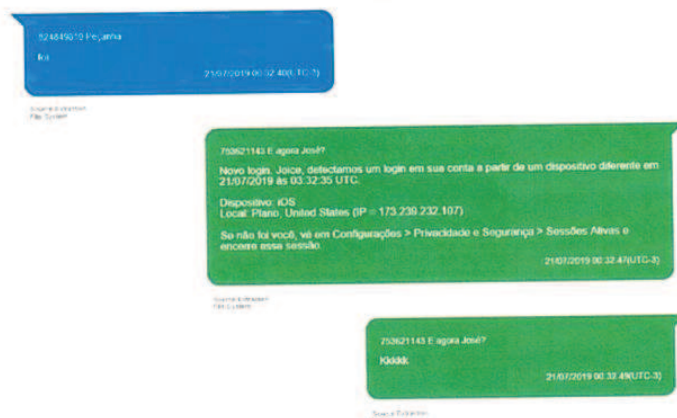 Peçanha
foi
21/07/2019 00:32:40(UTC-3)
753621143 E agora José?
Novo login. Joice, detectamos um login em sua conta a partir de um dispositivo diferente em
21/07/2019 às 03:32:35 UTC.
Dispositivo: iOS
Local: Plano, United States (IP = 173.239.232.107)
Se não foi você, vá em Configurações > Privacidade e Segurança > Sessões Ativas e
encerre essa sessão.
21/07/2019 00:32:47(UTC-3)
753621143 E agora José?
Kkkkkk
21/07/2019 00:32:49(UTC-3)